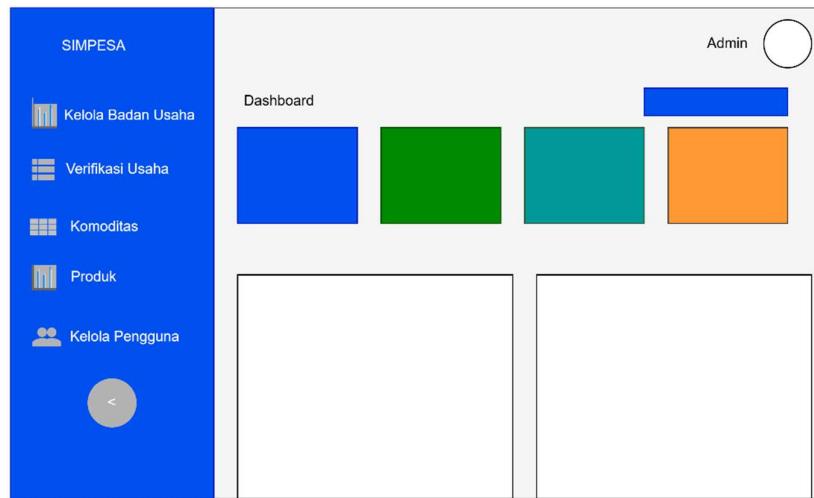 SIMPESA
Admin
Dashboard
Kelola Badan Usaha
Verifikasi Usaha
Komoditas
Produk
Kelola Pengguna
<